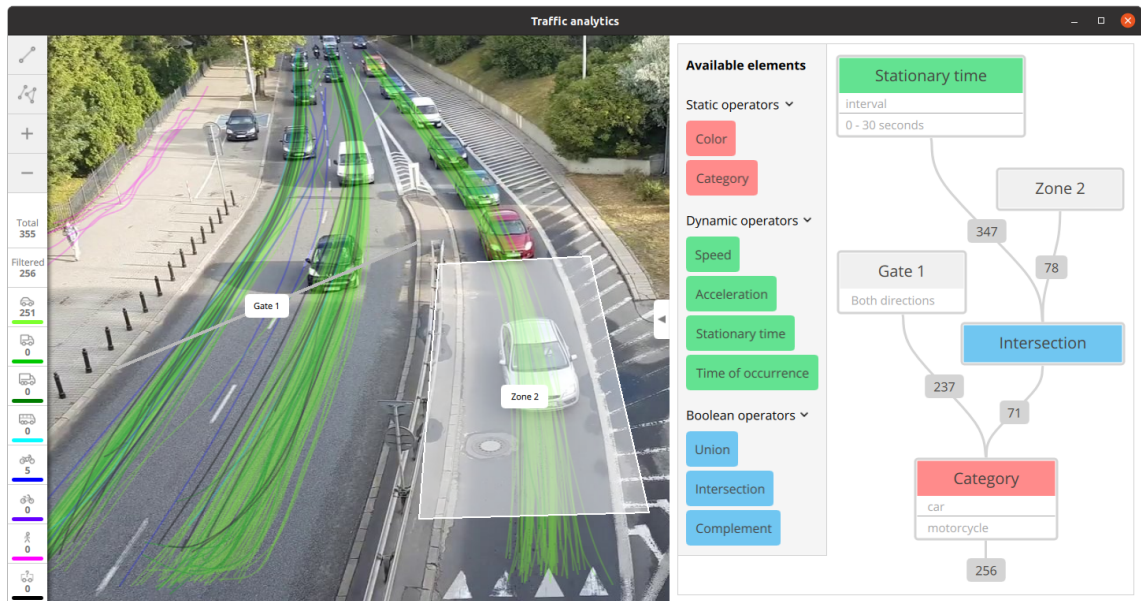 Traffic analytics
Total
355
Filtered
256
251
0
0
0
5
0
0
0
Gate 1
Zone 2
Available elements
Static operators
Color
Category
Dynamic operators
Speed
Acceleration
Stationary time
Time of occurrence
Boolean operators
Union
Intersection
Complement
Stationary time
interval
0 - 30 seconds
Zone 2
347
78
Gate 1
Both directions
Intersection
237
71
Category
car
motorcycle
256